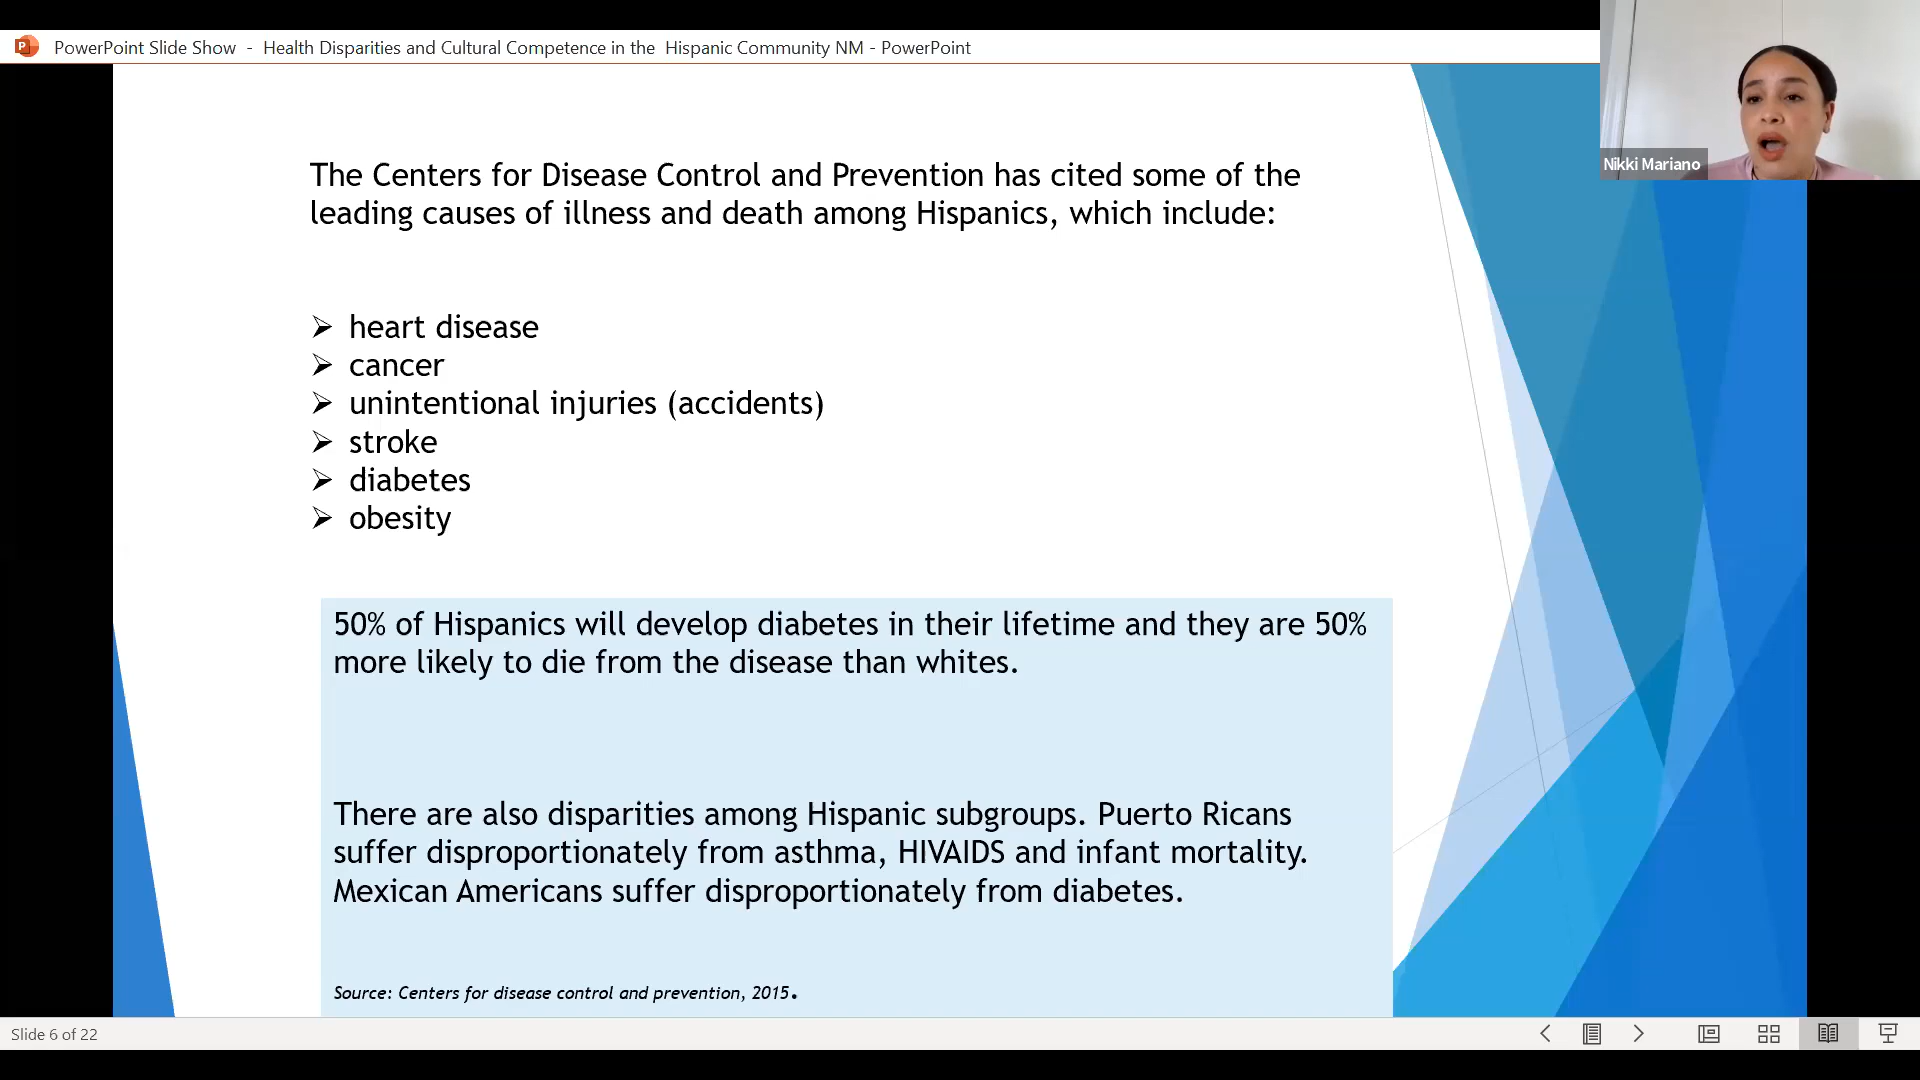 PowerPoint Slide Show - Health Disparities and Cultural Competence in the Hispanic Community NM - PowerPoint
Nikki Mariano
The Centers for Disease Control and Prevention has cited some of the
leading causes of illness and death among Hispanics, which include:
heart disease
cancer
unintentional injuries (accidents)
stroke
diabetes
obesity
50% of Hispanics will develop diabetes in their lifetime and they are 50%
more likely to die from the disease than whites.
There are also disparities among Hispanic subgroups. Puerto Ricans
suffer disproportionately from asthma, HIVAIDS and infant mortality.
Mexican Americans suffer disproportionately from diabetes.
Source: Centers for disease control and prevention, 2015.
Slide 6 of 22